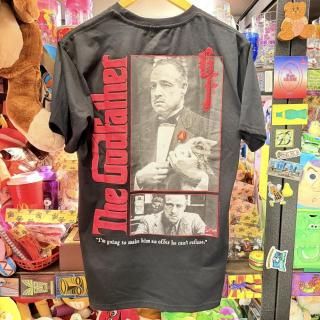 The Godfather
"I'm going to make him an offer he can't refuse."